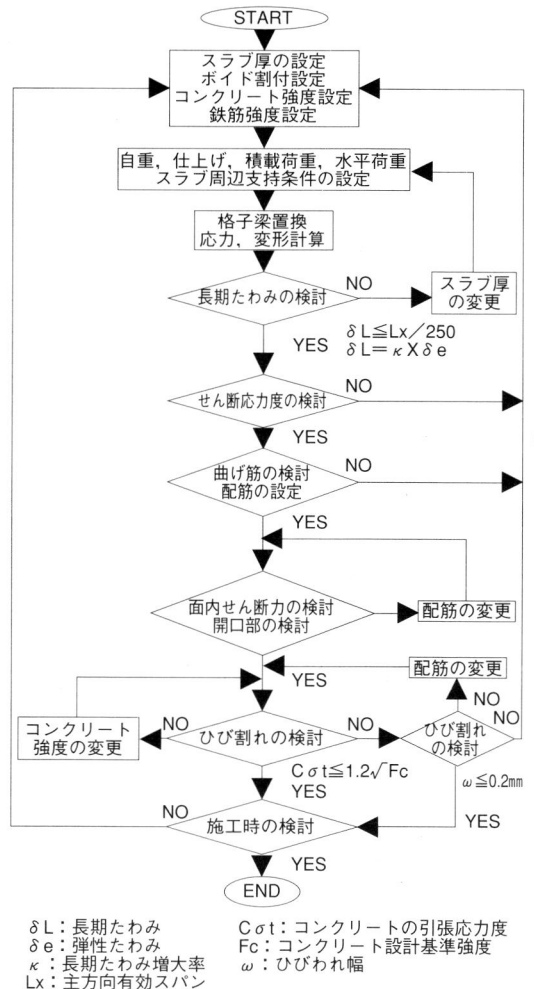 START
スラブ厚の設定
ボイド割付設定
コンクリート強度設定
鉄筋強度設定
自重，仕上げ，積載荷重，水平荷重
スラブ周辺支持条件の設定
格子梁置換
応力，変形計算
長期たわみの検討
NO
スラブ厚
の変更
YES
δL≦Lx／250
δL＝κXδe
せん断応力度の検討
NO
YES
曲げ筋の検討
配筋の設定
NO
YES
面内せん断力の検討
開口部の検討
配筋の変更
YES
配筋の変更
コンクリート
強度の変更
NO
ひび割れの検討
NO
NO
NO
ひび割れ
の検討
Cσt≦1.2√Fc
ω≦0.2㎜
YES
NO
施工時の検討
YES
YES
END
δL：長期たわみ
δe：弾性たわみ
κ：長期たわみ増大率
Lx：主方向有効スパン
Cσt：コンクリートの引張応力度
Fc：コンクリート設計基準強度
ω：ひびわれ幅